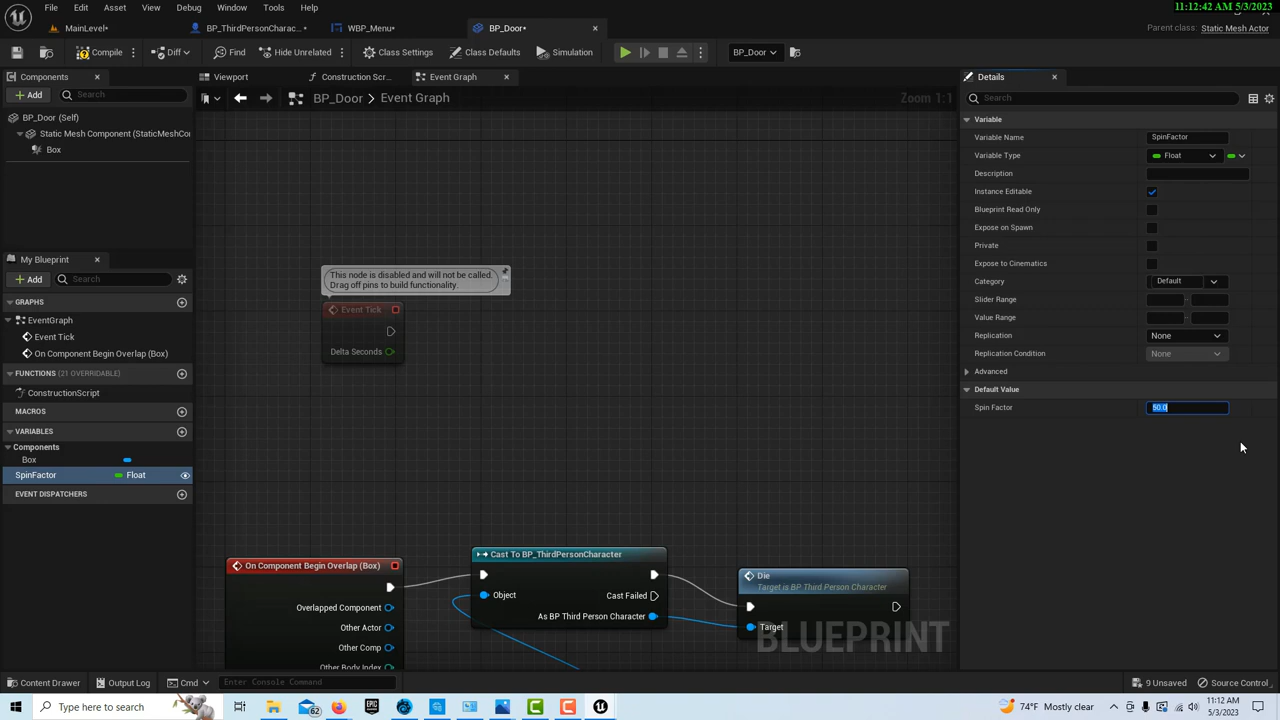 11:12:42 AM 5/3/2023
File Edit Asset View Debug Window Tools Help
MainLevel*
BP_ThirdPersonCharac...*
WBP_Menu*
BP_Door*
Parent class: Static Mesh Actor
Compile
Diff
Find
Hide Unrelated
Class Settings
Class Defaults
Simulation
BP_Door
Components
Viewport
Construction Scr...
Event Graph
Details
+ Add
Search
BP_Door > Event Graph
Zoom 1:1
Search
BP_Door (Self)
Static Mesh Component (StaticMeshCo
Box
Variable
Variable Name SpinFactor
Variable Type Float
Description
Instance Editable
Blueprint Read Only
Expose on Spawn
Private
Expose to Cinematics
Category Default
Slider Range
Value Range
Replication None
Replication Condition None
Advanced
Default Value
Spin Factor 50.0
My Blueprint
+ Add
Search
GRAPHS
EventGraph
Event Tick
On Component Begin Overlap (Box)
FUNCTIONS (21 OVERRIDABLE)
ConstructionScript
MACROS
VARIABLES
Components
Box
SpinFactor Float
EVENT DISPATCHERS
This node is disabled and will not be called.
Drag off pins to build functionality.
Event Tick
Delta Seconds
On Component Begin Overlap (Box)
Overlapped Component
Other Actor
Other Comp
Other Body Index
Cast To BP_ThirdPersonCharacter
Object
Cast Failed
As BP Third Person Character
Die
Target is BP Third Person Character
Target
BLUEPRINT
Content Drawer
Output Log
Cmd
Enter Console Command
9 Unsaved
Source Control
Type here to search
62
74°F Mostly clear
11:12 AM
5/3/2023